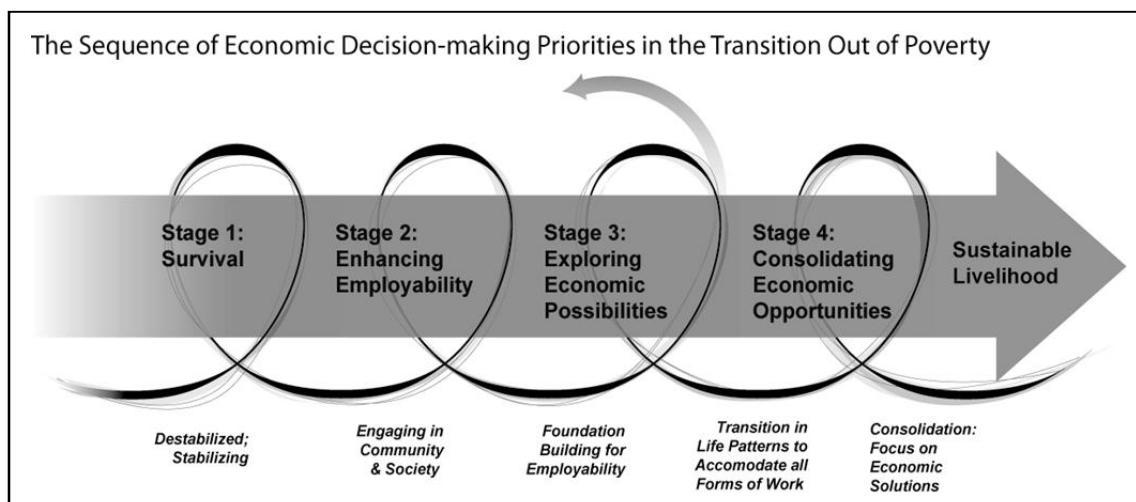 The Sequence of Economic Decision-making Priorities in the Transition Out of Poverty
Stage 1:
Survival
Stage 2:
Enhancing
Employability
Stage 3:
Exploring
Economic
Possibilities
Stage 4:
Consolidating
Economic
Opportunities
Sustainable
Livelihood
Destabilized;
Stabilizing
Engaging in
Community
& Society
Foundation
Building for
Employability
Transition in
Life Patterns to
Accomodate all
Forms of Work
Consolidation:
Focus on
Economic
Solutions